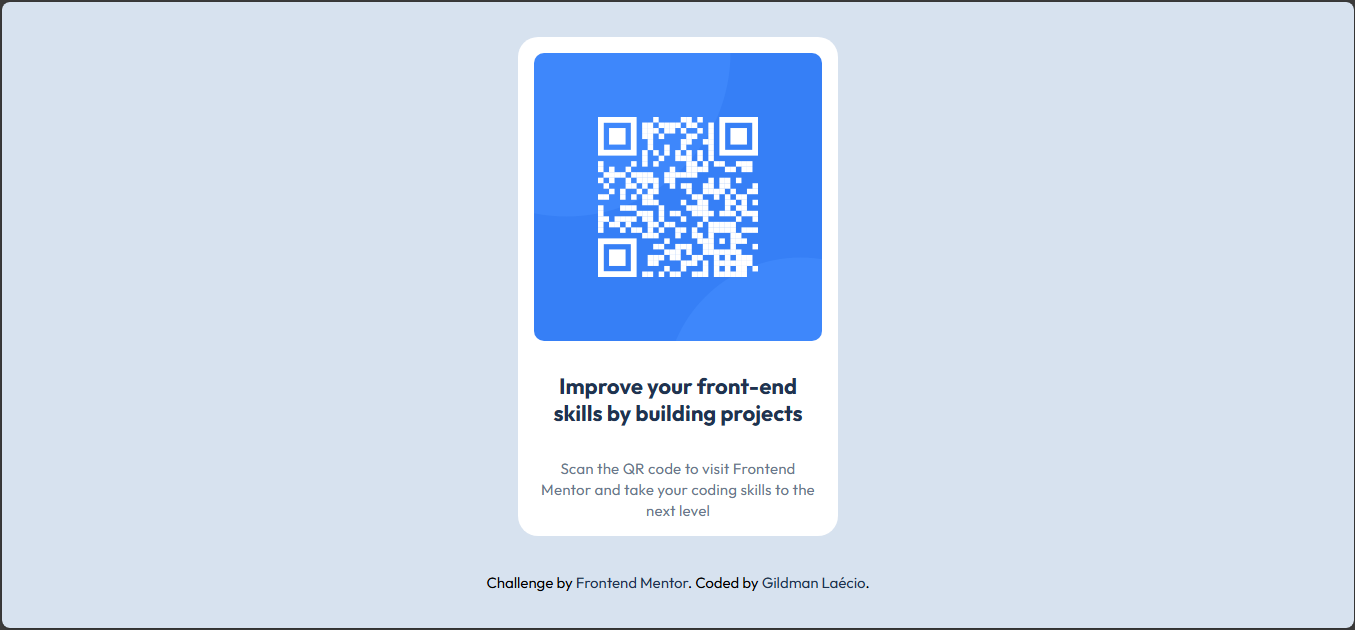 Improve your front-end
skills by building projects
Scan the QR code to visit Frontend
Mentor and take your coding skills to the
next level
Challenge by Frontend Mentor. Coded by Gildman Laécio.